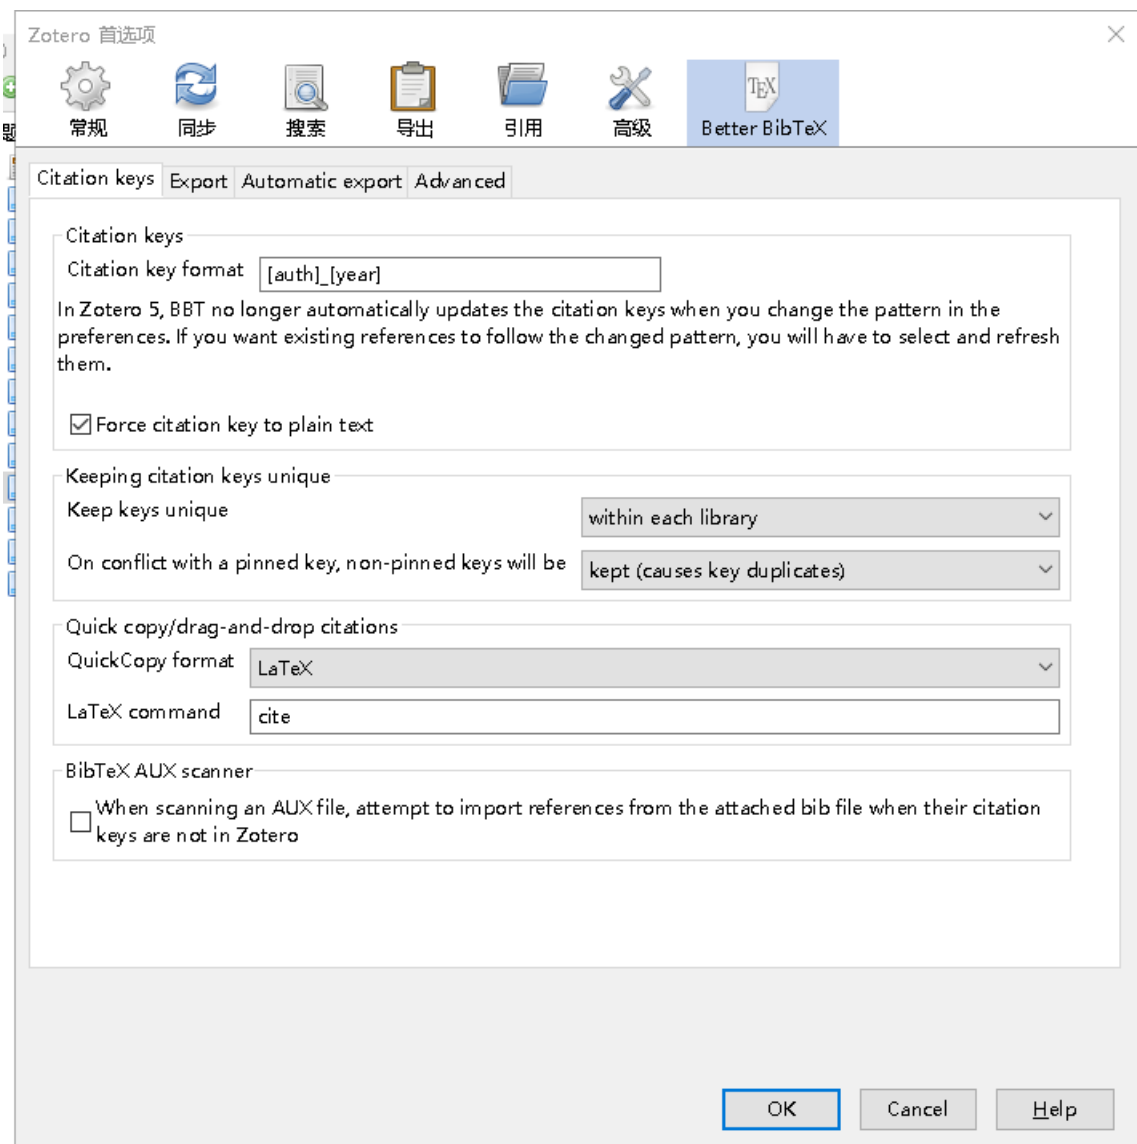 Zotero 首选项
常规 同步 搜索 导出 引用 高级 Better BibTeX
TEX
Citation keys Export Automatic export Advanced
Citation keys
Citation key format [auth]_[year]
In Zotero 5, BBT no longer automatically updates the citation keys when you change the pattern in the
preferences. If you want existing references to follow the changed pattern, you will have to select and refresh
them.
Force citation key to plain text
Keeping citation keys unique
Keep keys unique within each library
On conflict with a pinned key, non-pinned keys will be kept (causes key duplicates)
Quick copy/drag-and-drop citations
QuickCopy format LaTeX
LaTeX command cite
BibTeX AUX scanner
When scanning an AUX file, attempt to import references from the attached bib file when their citation
keys are not in Zotero
OK Cancel Help